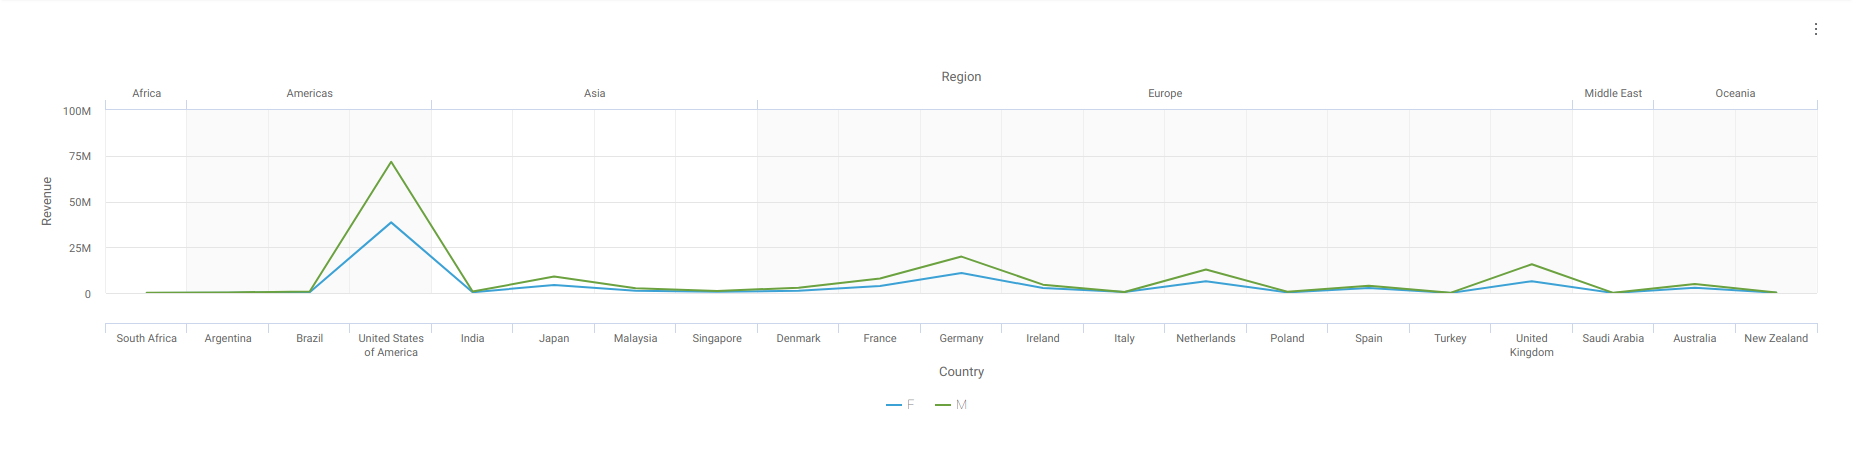 Region
Africa Americas Asia Europe Middle East Oceania
100M
75M
50M
25M
0
Revenue
South Africa Argentina Brazil United States of America India Japan Malaysia Singapore Denmark France Germany Ireland Italy Netherlands Poland Spain Turkey United Kingdom Saudi Arabia Australia New Zealand
Country
F M